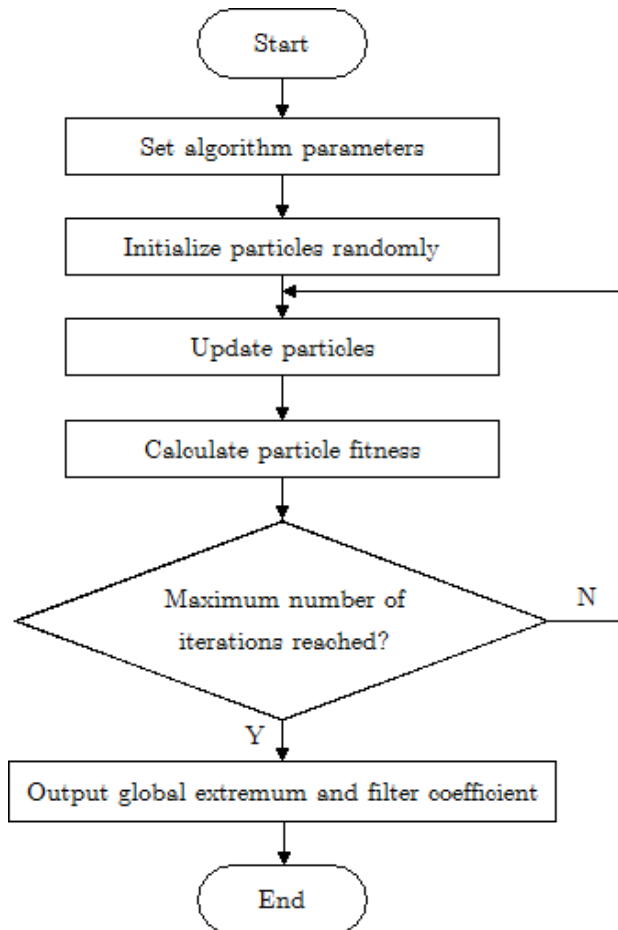 Start
Set algorithm parameters
Initialize particles randomly
Update particles
Calculate particle fitness
Maximum number of
iterations reached?
N
Y
Output global extremum and filter coefficient
End